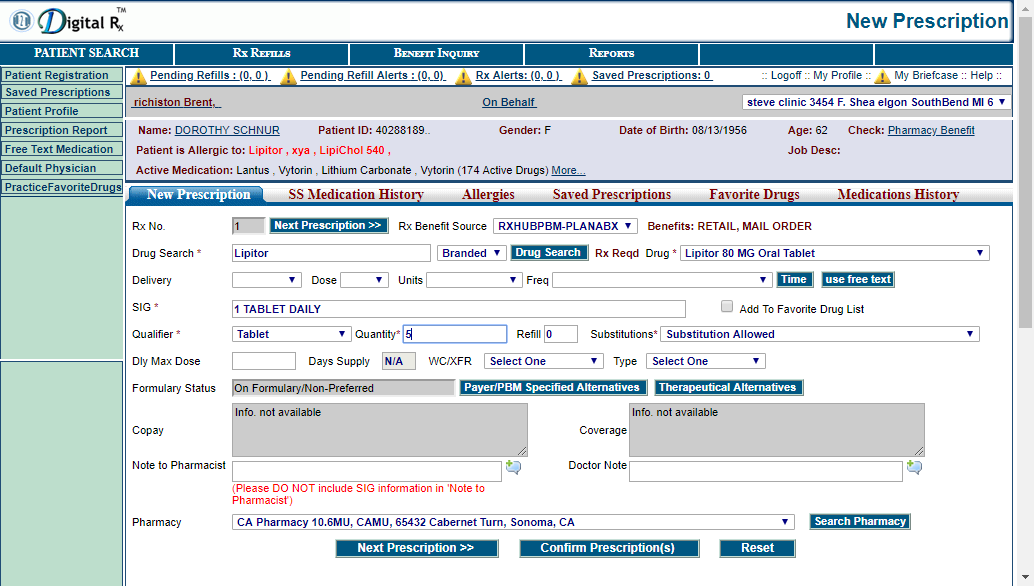 Digital Rx TM
New Prescription
PATIENT SEARCH RX REFILLS BENEFIT INQUIRY REPORTS
Patient Registration
Saved Prescriptions
Patient Profile
Prescription Report
Free Text Medication
Default Physician
PracticeFavoriteDrugs
Pending Refills : (0, 0 ) Pending Refill Alerts : (0, 0) Rx Alerts: (0, 0 ) Saved Prescriptions: 0 :: Logoff :: My Profile :: My Briefcase :: Help ::
richiston Brent, On Behalf steve clinic 3454 F. Shea elgon SouthBend MI 6
Name: DOROTHY SCHNUR Patient ID: 40288189.. Gender: F Date of Birth: 08/13/1956 Age: 62 Check: Pharmacy Benefit
Patient is Allergic to: Lipitor , xya , LipiChol 540 , Job Desc:
Active Medication: Lantus , Vytorin , Lithium Carbonate , Vytorin (174 Active Drugs) More...
New Prescription SS Medication History Allergies Saved Prescriptions Favorite Drugs Medications History
Rx No. 1 Next Prescription >> Rx Benefit Source RXHUBPBM-PLANABX Benefits: RETAIL, MAIL ORDER
Drug Search * Lipitor Branded Drug Search Rx Reqd Drug * Lipitor 80 MG Oral Tablet
Delivery Dose Units Freq Time use free text
SIG * 1 TABLET DAILY Add To Favorite Drug List
Qualifier * Tablet Quantity* 5 Refill 0 Substitutions* Substitution Allowed
Dly Max Dose Days Supply N/A WC/XFR Select One Type Select One
Formulary Status On Formulary/Non-Preferred Payer/PBM Specified Alternatives Therapeutical Alternatives
Copay Info. not available Coverage Info. not available
Note to Pharmacist Doctor Note
(Please DO NOT include SIG information in 'Note to
Pharmacist')
Pharmacy CA Pharmacy 10.6MU, CAMU, 65432 Cabernet Turn, Sonoma, CA Search Pharmacy
Next Prescription >> Confirm Prescription(s) Reset